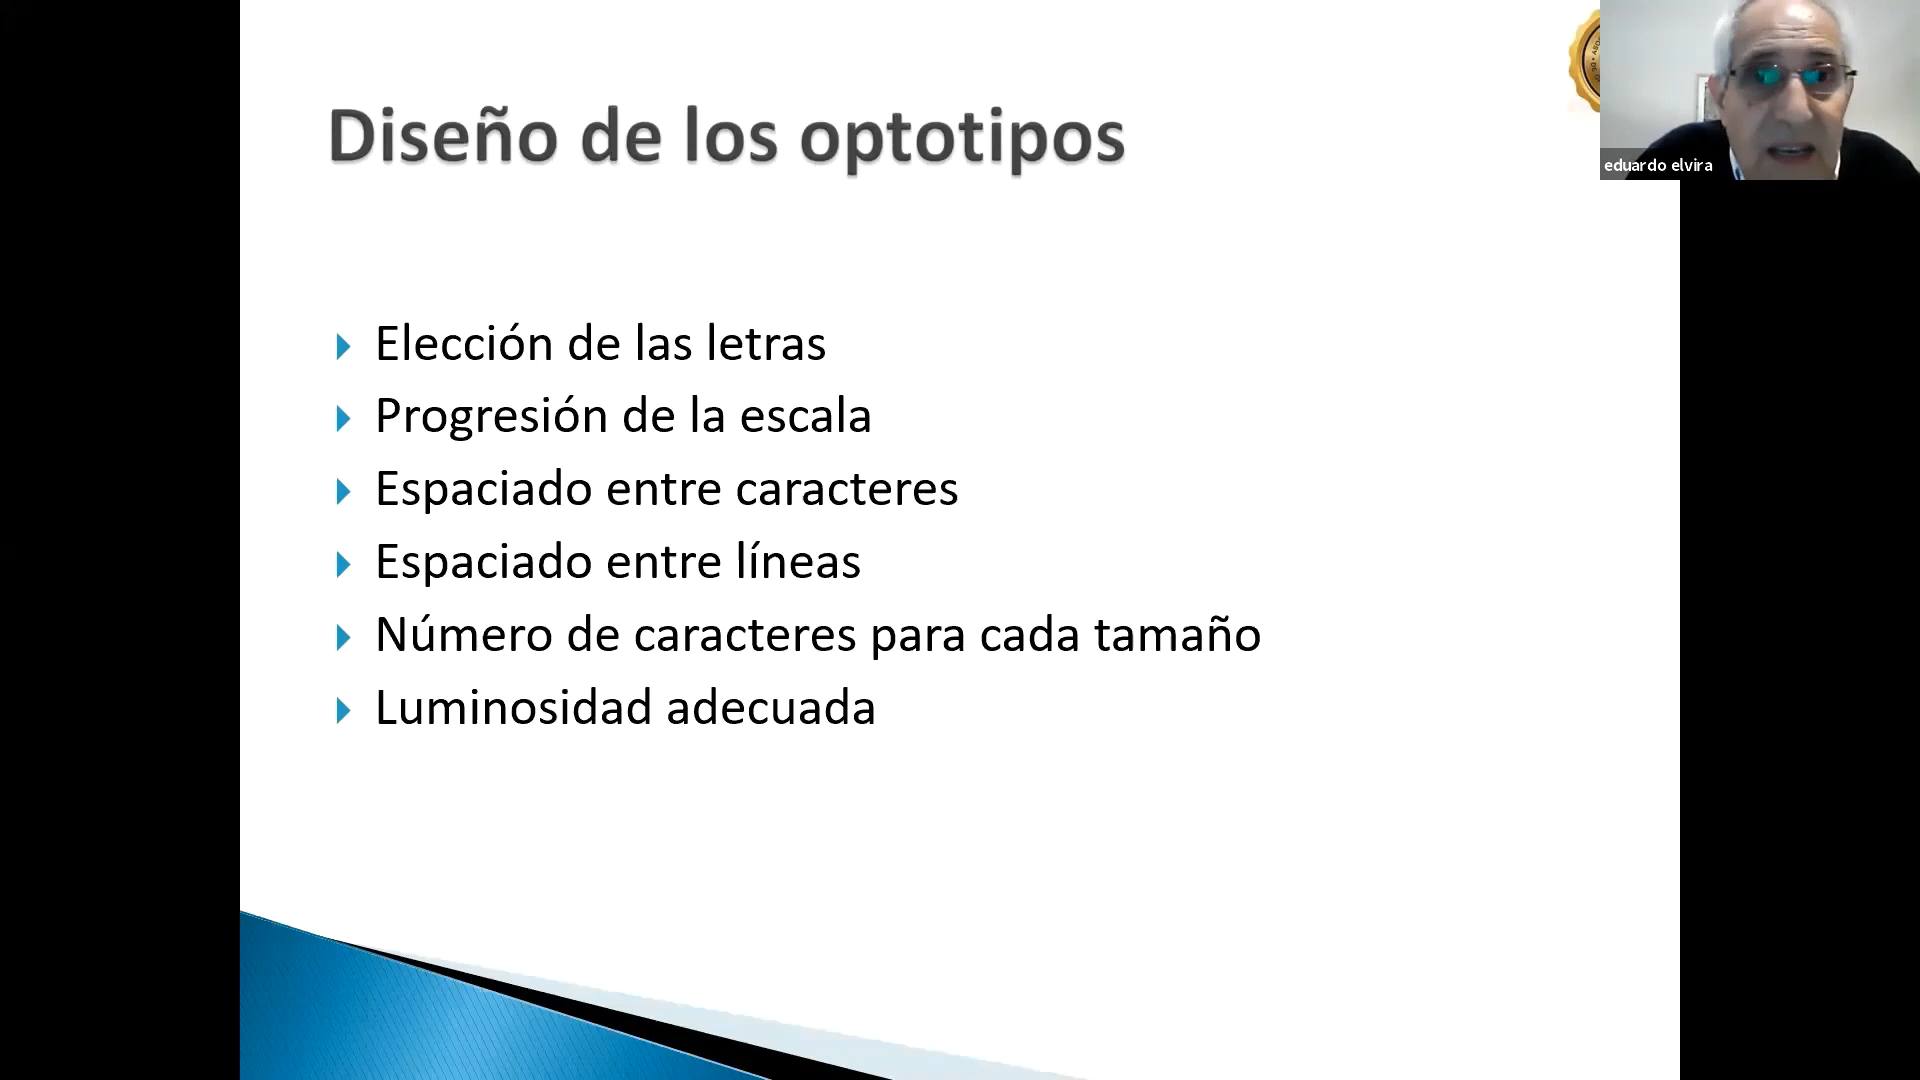 Diseño de los optotipos
eduardo elvira
Elección de las letras
Progresión de la escala
Espaciado entre caracteres
Espaciado entre líneas
Número de caracteres para cada tamaño
Luminosidad adecuada